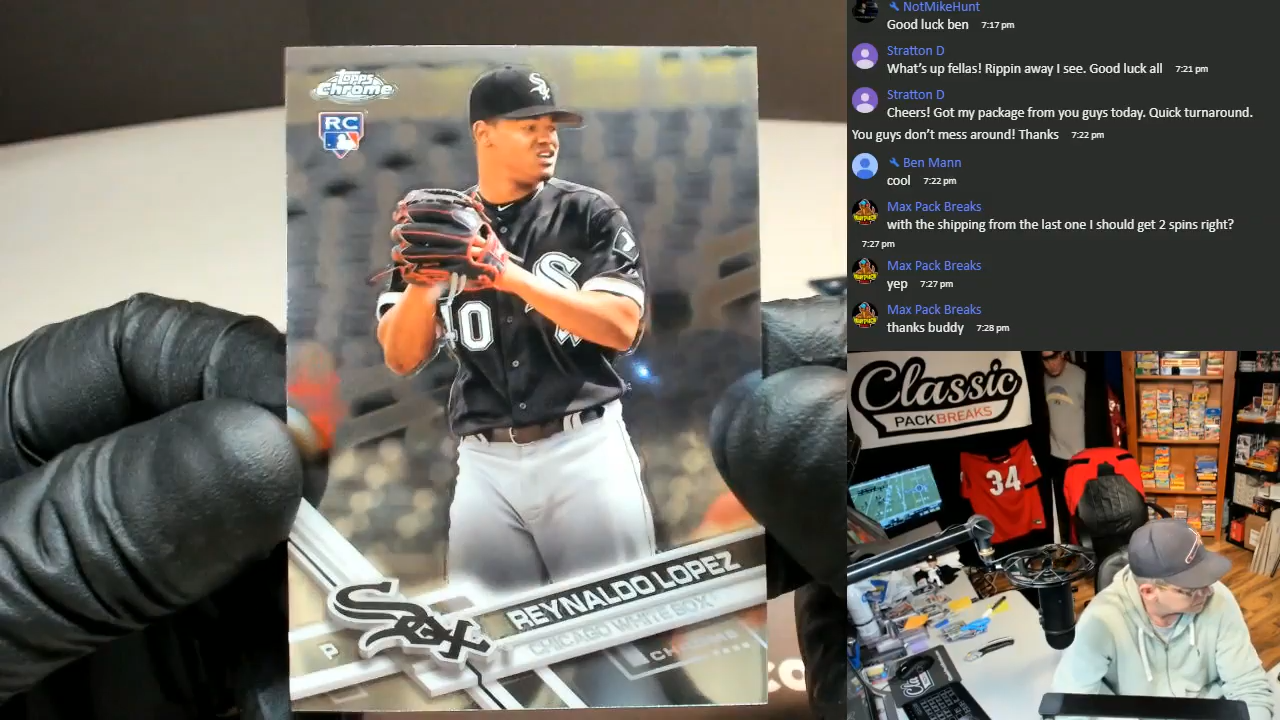 Topps
Chrome
RC
SOX
10
SOX
P
REYNALDO LOPEZ
CHICAGO WHITE SOX
NotMikeHunt
Good luck ben 7:17 pm
Stratton D
What's up fellas! Rippin away I see. Good luck all 7:21 pm
Stratton D
Cheers! Got my package from you guys today. Quick turnaround.
You guys don't mess around! Thanks 7:22 pm
Ben Mann
cool 7:22 pm
Max Pack Breaks
with the shipping from the last one I should get 2 spins right?
7:27 pm
Max Pack Breaks
yep 7:27 pm
Max Pack Breaks
thanks buddy 7:28 pm
Classic
PACKBREAKS
34